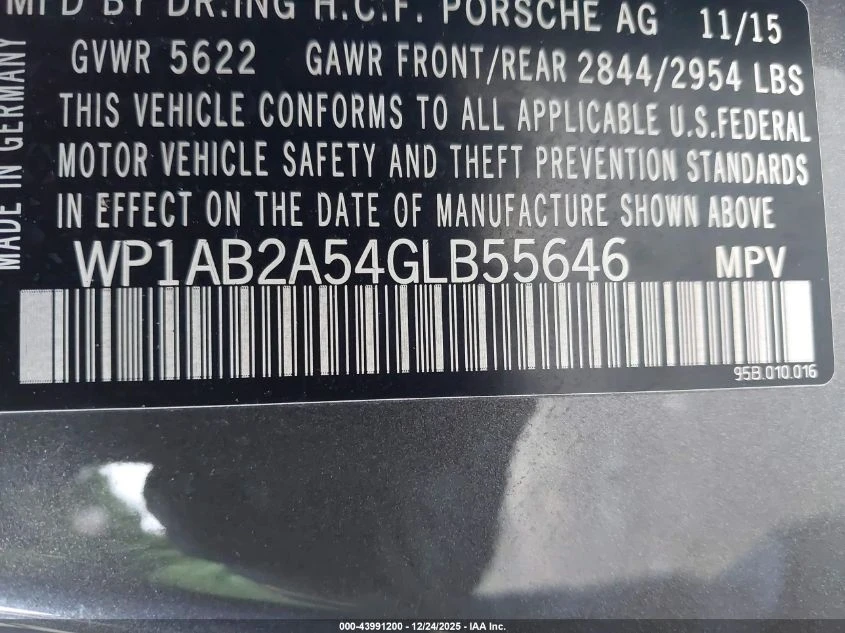 MFD BY DR.ING H.C.F. PORSCHE AG 11/15
GVWR 5622 GAWR FRONT/REAR 2844/2954 LBS
THIS VEHICLE CONFORMS TO ALL APPLICABLE U.S.FEDERAL
MOTOR VEHICLE SAFETY AND THEFT PREVENTION STANDARDS
IN EFFECT ON THE DATE OF MANUFACTURE SHOWN ABOVE
WP1AB2A54GLB55646 MPV
95B.010.016
MADE IN GERMANY
000-43991200 - 12/24/2025 - IAA Inc.